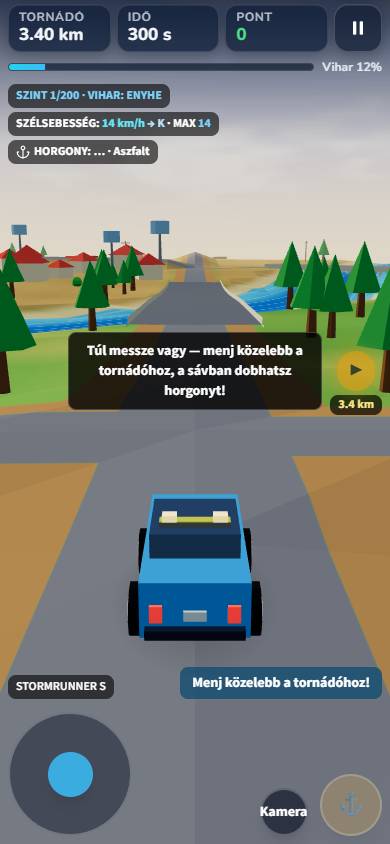 TORNÁDÓ
3.40 km
IDŐ
300 s
PONT
0
Vihar 12%
SZINT 1/200 · VIHAR: ENYHE
SZÉLSEBESSÉG: 14 km/h → K · MAX 14
⚓ HORGONY: ... · Aszfalt
Túl messze vagy — menj közelebb a
tornádóhoz, a sávban dobhatsz
horgonyt!
3.4 km
STORMRUNNER S
Menj közelebb a tornádóhoz!
Kamera